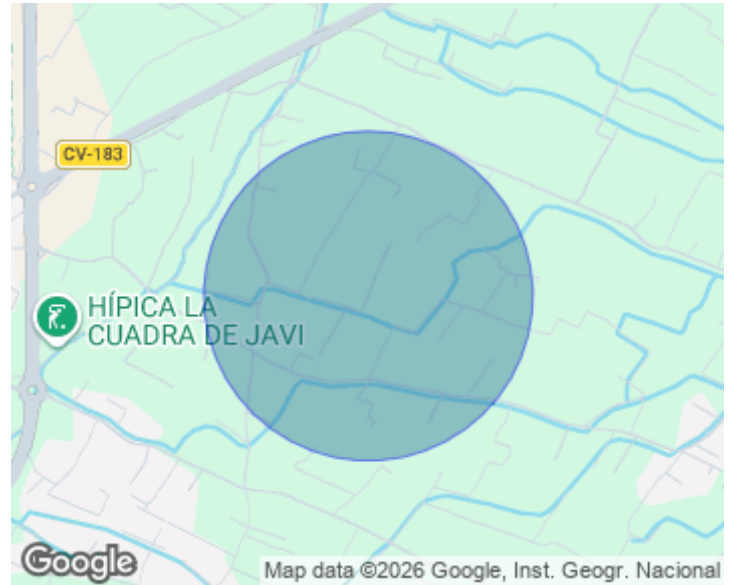 CV-183
HÍPICA LA
CUADRA DE JAVI
Google
Map data ©2026 Google, Inst. Geogr. Nacional